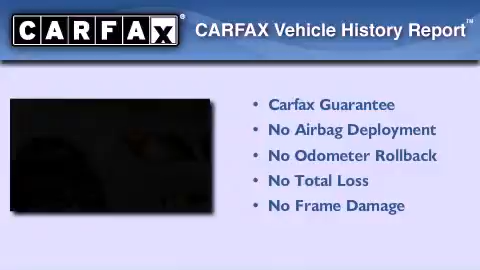 CARFAX® CARFAX Vehicle History Report™
• Carfax Guarantee
• No Airbag Deployment
• No Odometer Rollback
• No Total Loss
• No Frame Damage